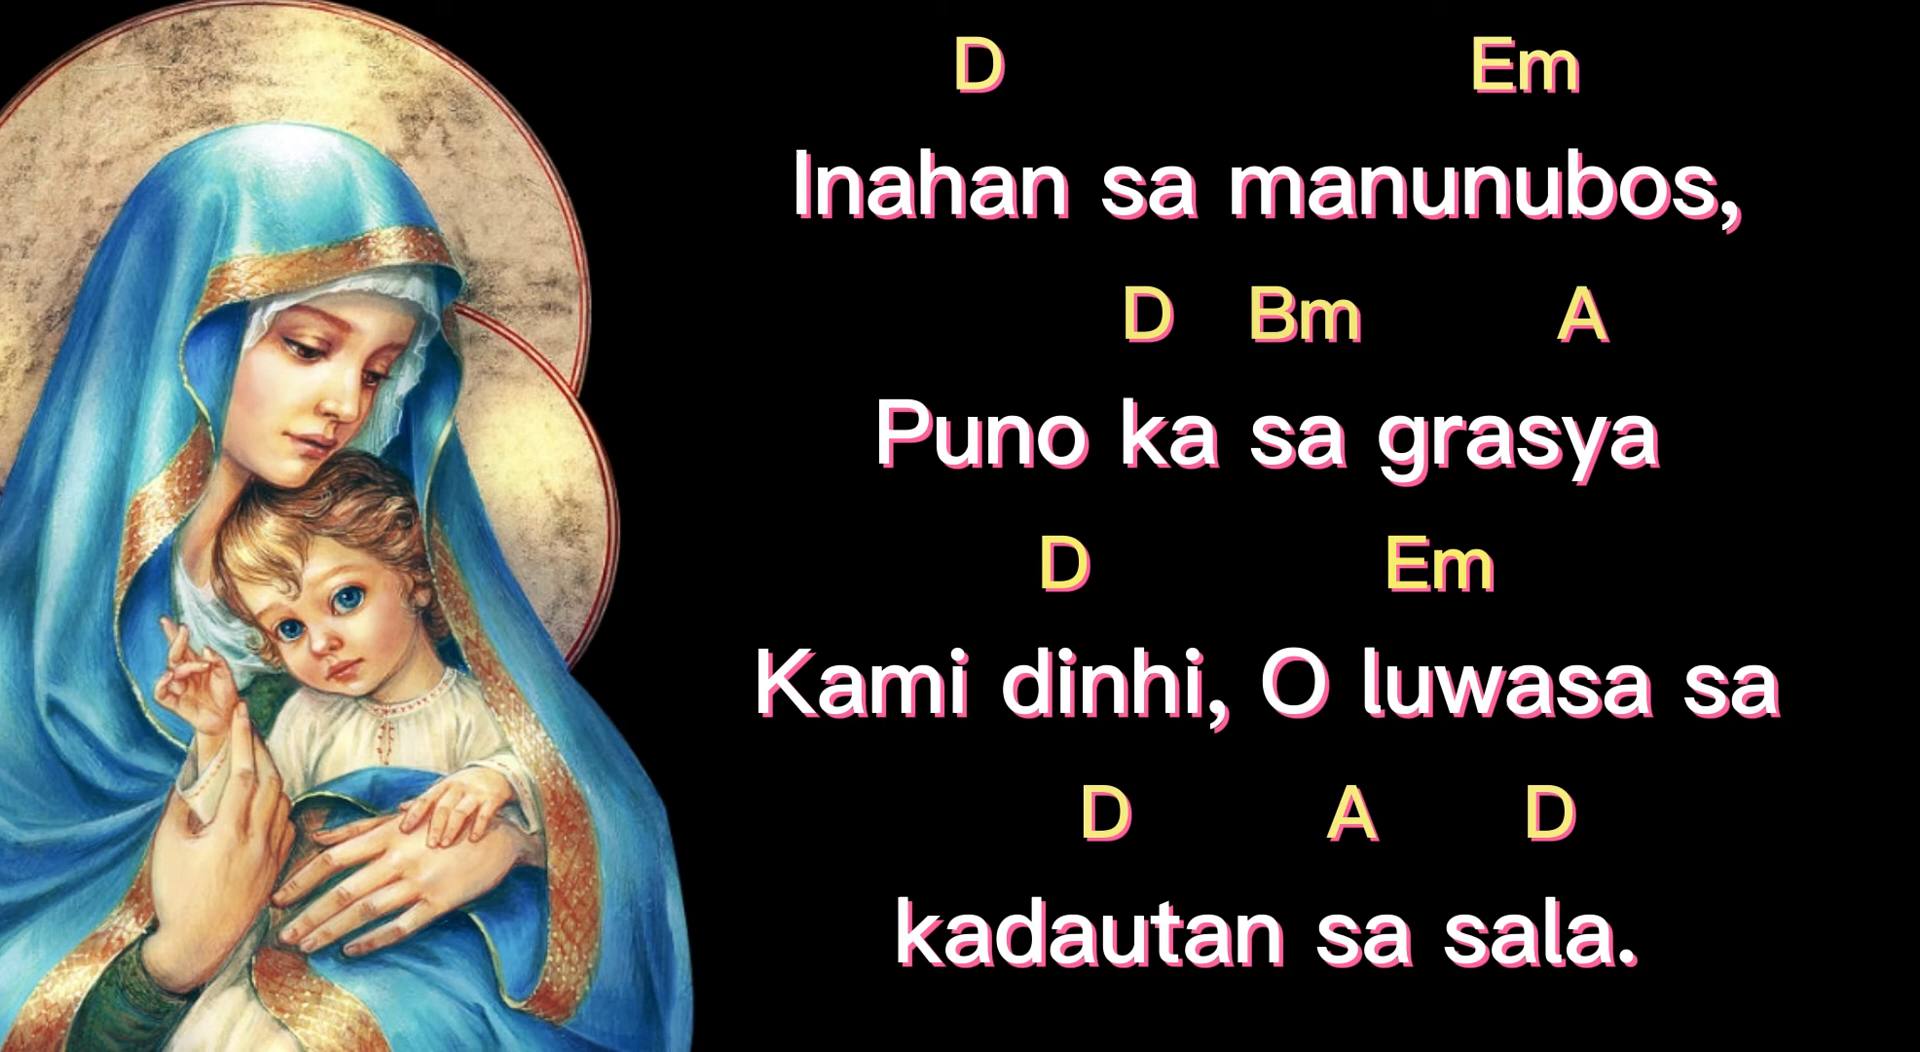 D Em
Inahan sa manunubos,
D Bm A
Puno ka sa grasya
D Em
Kami dinhi, O luwasa sa
D A D
kadautan sa sala.